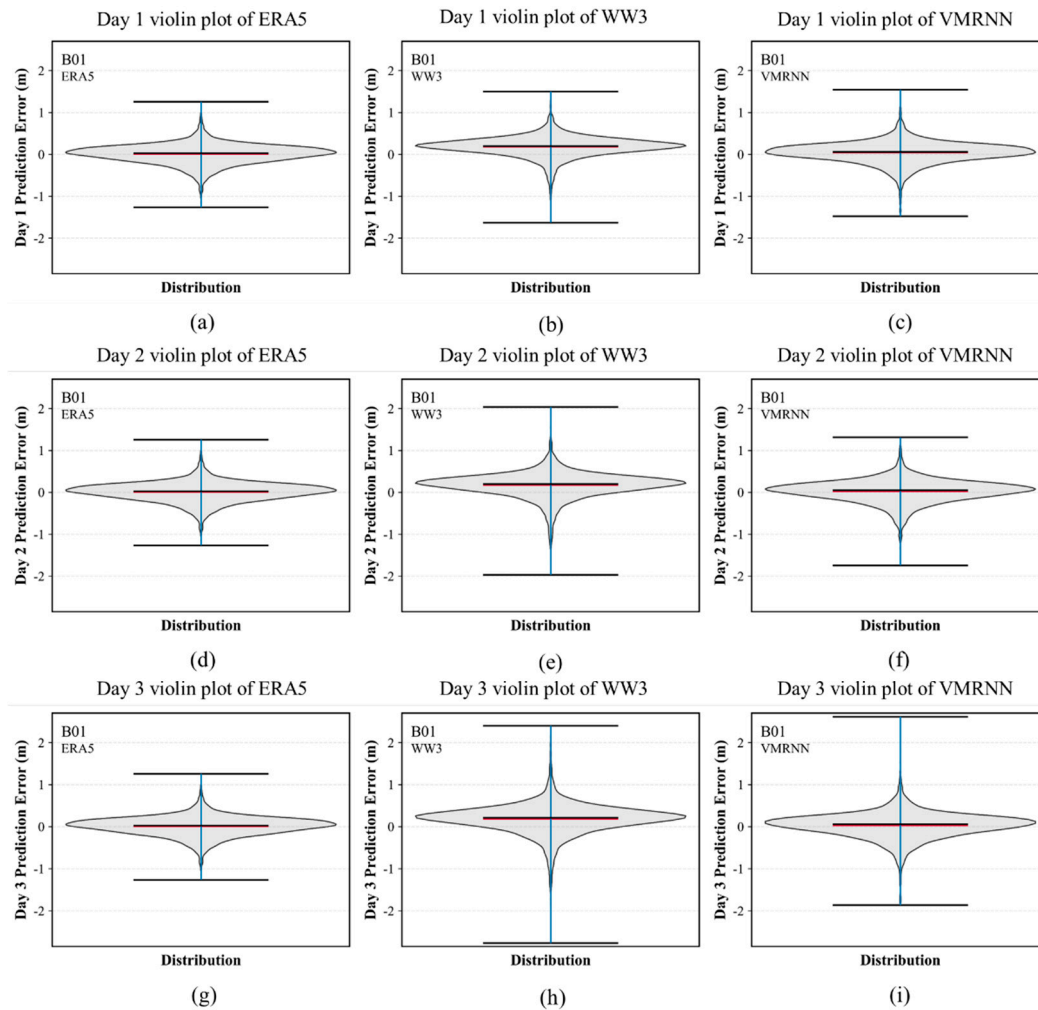 Day 1 violin plot of ERA5
Day 1 violin plot of WW3
Day 1 violin plot of VMRNN
Day 1 Prediction Error (m)
2
1
0
-1
-2
B01
ERA5
Distribution
(a)
Day 1 Prediction Error (m)
2
1
0
-1
-2
B01
WW3
Distribution
(b)
Day 1 Prediction Error (m)
2
1
0
-1
-2
B01
VMRNN
Distribution
(c)
Day 2 violin plot of ERA5
Day 2 violin plot of WW3
Day 2 violin plot of VMRNN
Day 2 Prediction Error (m)
2
1
0
-1
-2
B01
ERA5
Distribution
(d)
Day 2 Prediction Error (m)
2
1
0
-1
-2
B01
WW3
Distribution
(e)
Day 2 Prediction Error (m)
2
1
0
-1
-2
B01
VMRNN
Distribution
(f)
Day 3 violin plot of ERA5
Day 3 violin plot of WW3
Day 3 violin plot of VMRNN
Day 3 Prediction Error (m)
2
1
0
-1
-2
B01
ERA5
Distribution
(g)
Day 3 Prediction Error (m)
2
1
0
-1
-2
B01
WW3
Distribution
(h)
Day 3 Prediction Error (m)
2
1
0
-1
-2
B01
VMRNN
Distribution
(i)